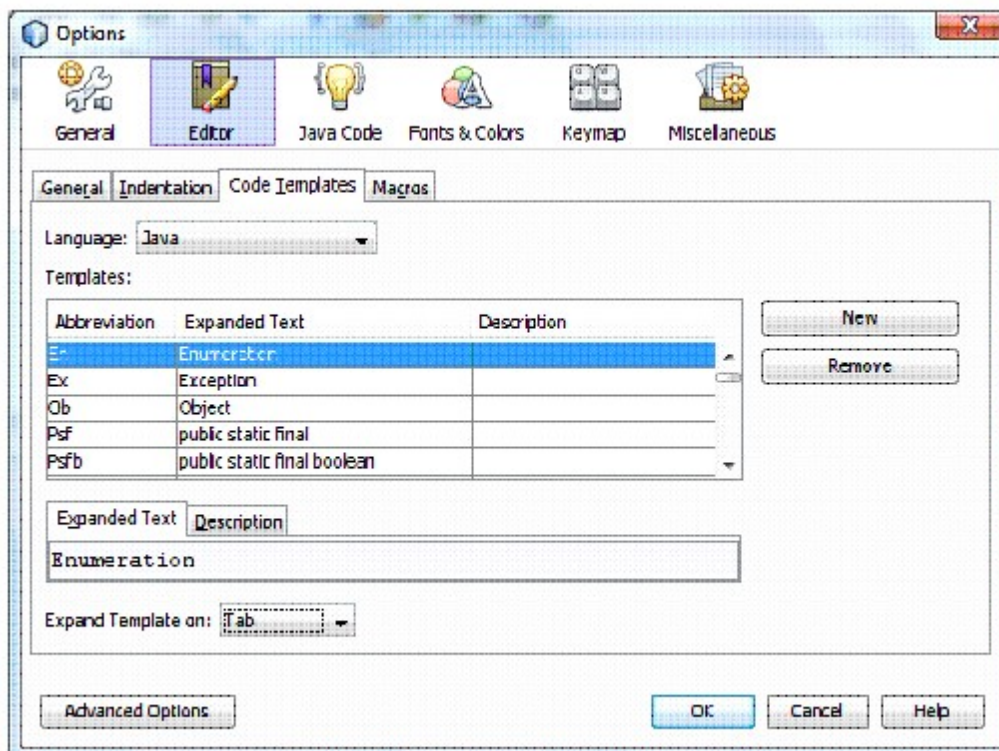 Options
General Editor Java Code Fonts & Colors Keymap Miscellaneous
General Indentation Code Templates Macros
Language: Java
Templates:
Abbreviation Expanded Text Description
En Enumeration
Ex Exception
Ob Object
Psf public static final
Psfb public static final boolean
New
Remove
Expanded Text Description
Enumeration
Expand Template on: Tab
Advanced Options OK Cancel Help